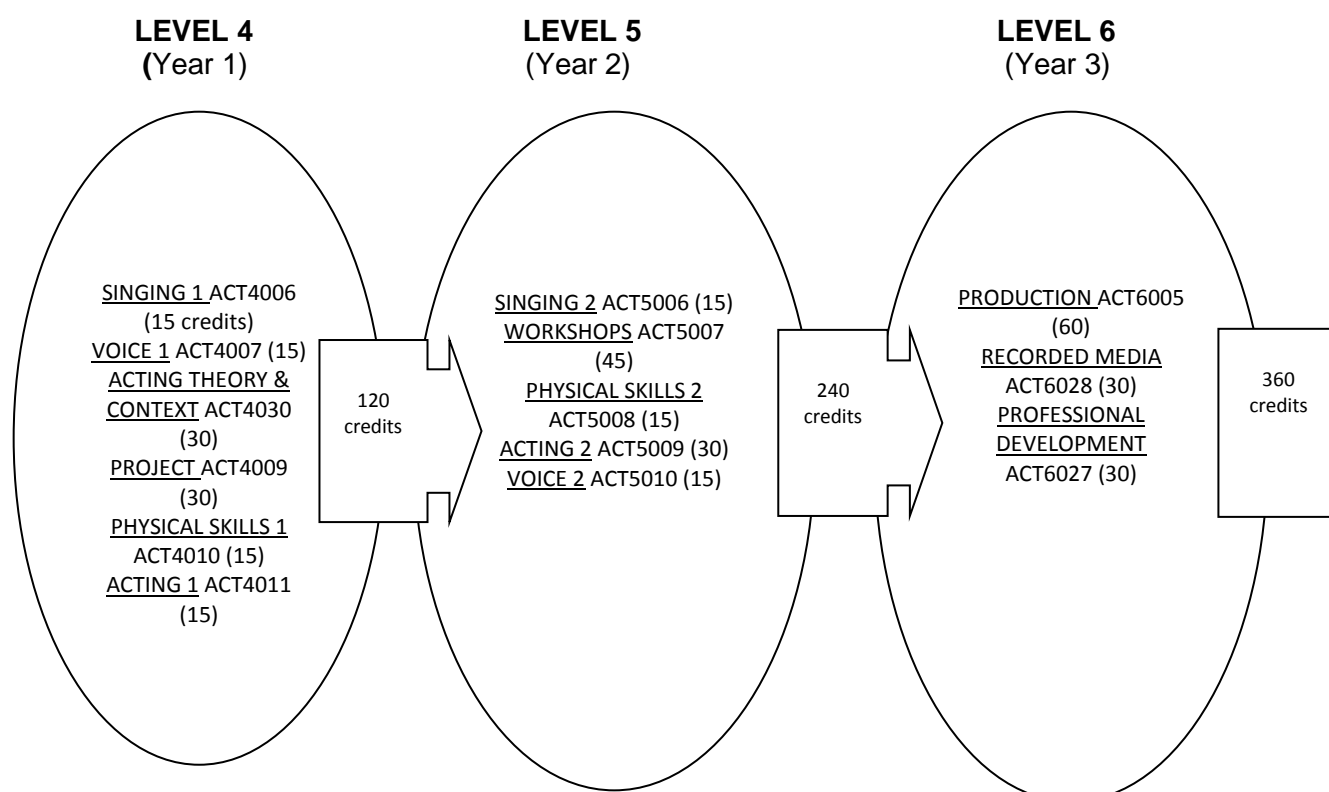 LEVEL 4
(Year 1)
SINGING 1 ACT4006
(15 credits)
VOICE 1 ACT4007 (15)
ACTING THEORY &
CONTEXT ACT4030
(30)
PROJECT ACT4009
(30)
PHYSICAL SKILLS 1
ACT4010 (15)
ACTING 1 ACT4011
(15)
120
credits
LEVEL 5
(Year 2)
SINGING 2 ACT5006 (15)
WORKSHOPS ACT5007
(45)
PHYSICAL SKILLS 2
ACT5008 (15)
ACTING 2 ACT5009 (30)
VOICE 2 ACT5010 (15)
240
credits
LEVEL 6
(Year 3)
PRODUCTION ACT6005
(60)
RECORDED MEDIA
ACT6028 (30)
PROFESSIONAL
DEVELOPMENT
ACT6027 (30)
360
credits